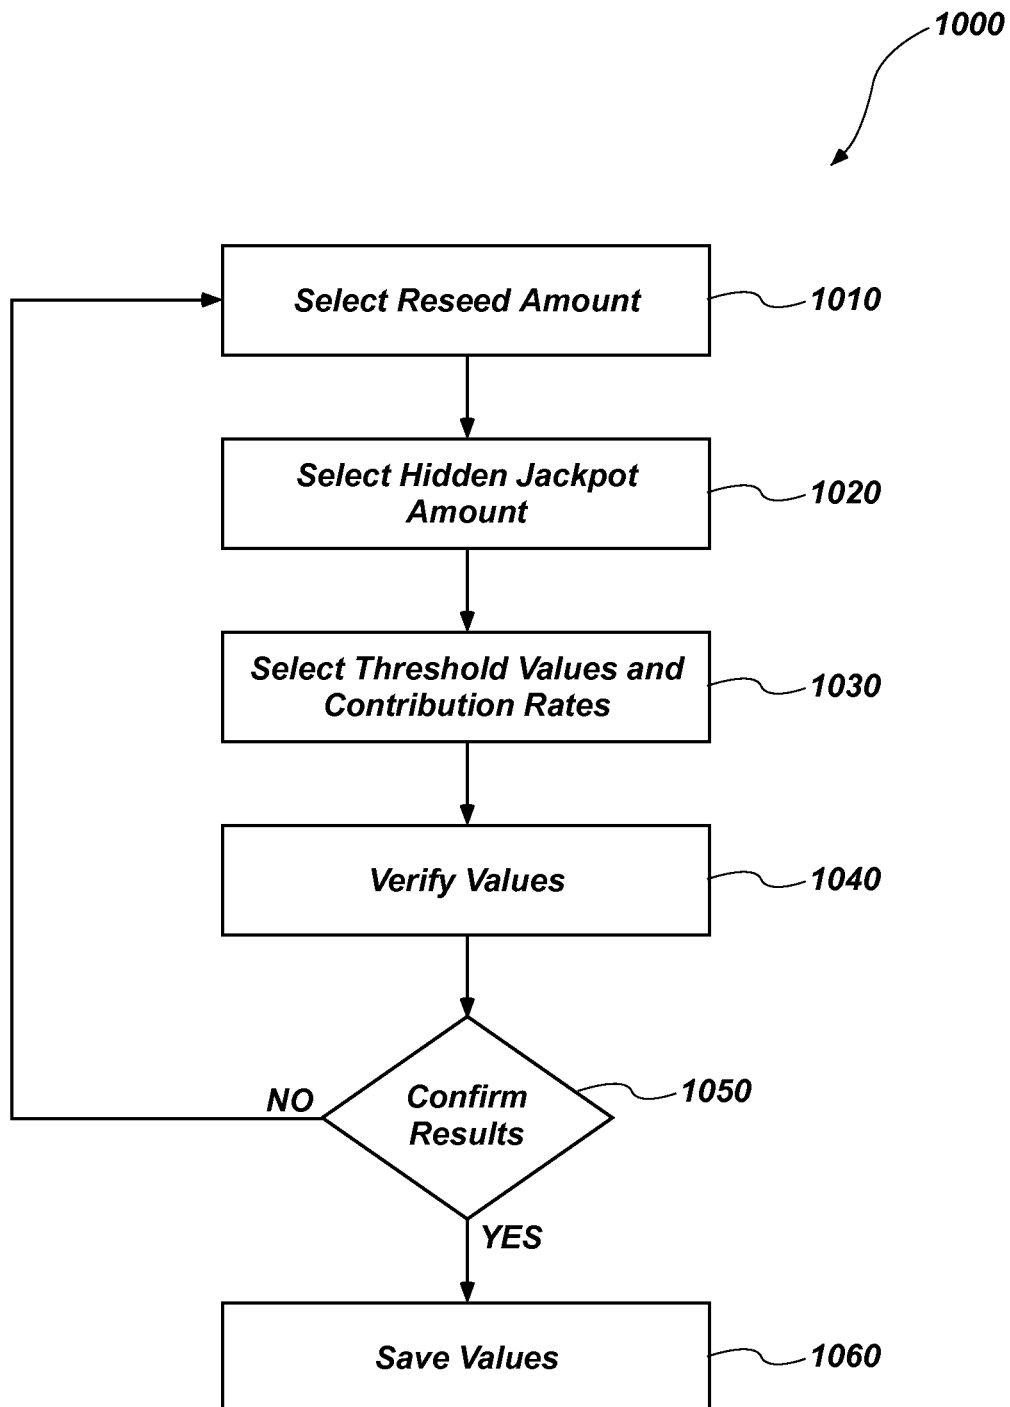 1000
Select Reseed Amount
1010
Select Hidden Jackpot
Amount
1020
Select Threshold Values and
Contribution Rates
1030
Verify Values
1040
Confirm
Results
1050
NO
YES
Save Values
1060